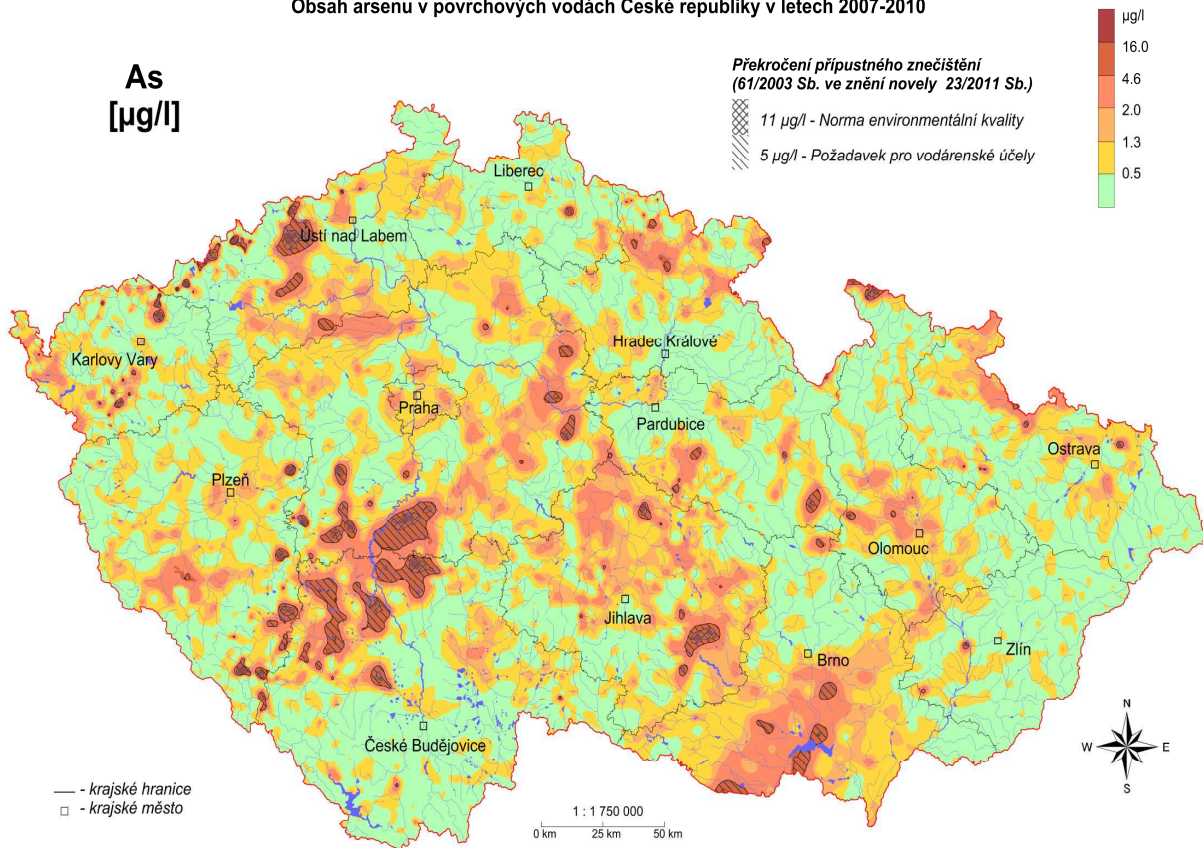 Obsah arsenu v povrchových vodách České republiky v letech 2007-2010
As
[µg/l]
Překročení přípustného znečištění
(61/2003 Sb. ve znění novely 23/2011 Sb.)
11 µg/l - Norma environmentální kvality
5 µg/l - Požadavek pro vodárenské účely
µg/l
16.0
4.6
2.0
1.3
0.5
Liberec
Ústí nad Labem
Karlovy Vary
Hradec Králové
Praha
Pardubice
Ostrava
Plzeň
Olomouc
Jihlava
Zlín
Brno
České Budějovice
N
W E
S
- krajské hranice
- krajské město
1 : 1 750 000
0 km 25 km 50 km